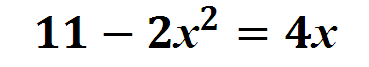 11 − 2x² = 4x